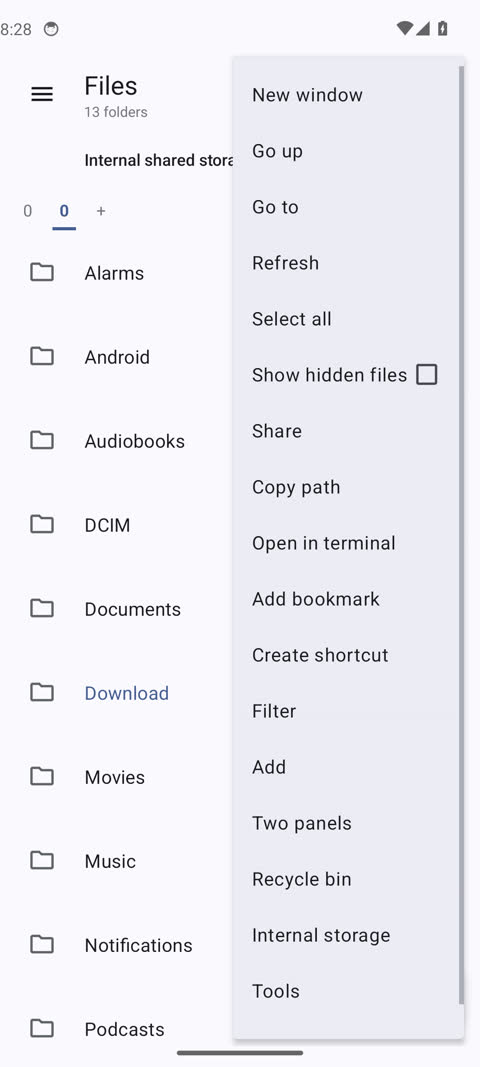 8:28
Files
13 folders
Internal shared stora
0 0 +
Alarms
Android
Audiobooks
DCIM
Documents
Download
Movies
Music
Notifications
Podcasts
New window
Go up
Go to
Refresh
Select all
Show hidden files
Share
Copy path
Open in terminal
Add bookmark
Create shortcut
Filter
Add
Two panels
Recycle bin
Internal storage
Tools